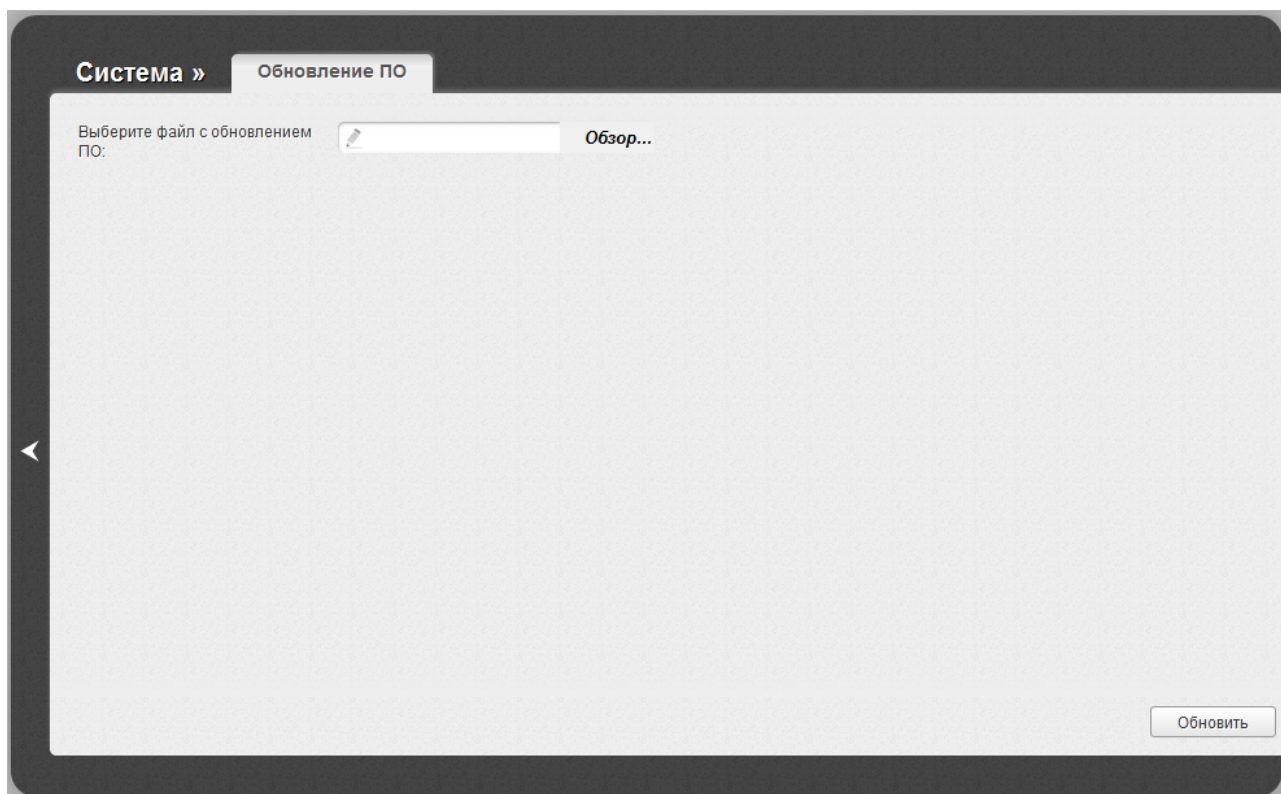 Система »
Обновление ПО
Выберите файл с обновлением
ПО:
Обзор...
Обновить